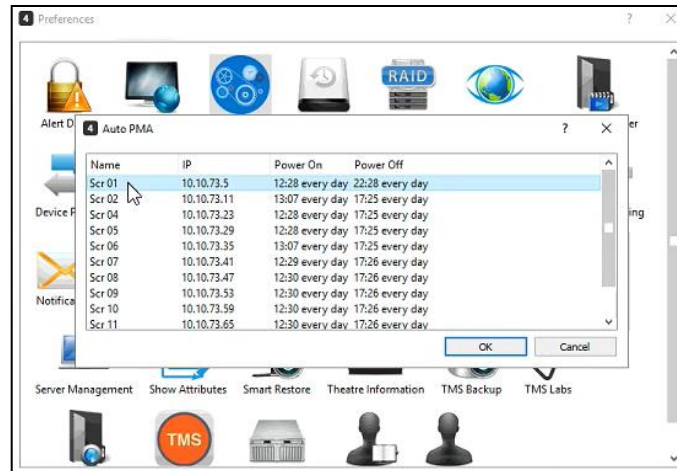 4 Preferences ? ×
RAID
Alert D er
4 Auto PMA ? ×
Name IP Power On Power Off
Scr 01 10.10.73.5 12:28 every day 22:28 every day
Scr 02 10.10.73.11 13:07 every day 17:25 every day
Scr 04 10.10.73.23 12:28 every day 17:25 every day
Scr 05 10.10.73.29 12:28 every day 17:25 every day
Scr 06 10.10.73.35 13:07 every day 17:25 every day
Scr 07 10.10.73.41 12:29 every day 17:26 every day
Scr 08 10.10.73.47 12:30 every day 17:26 every day
Scr 09 10.10.73.53 12:30 every day 17:26 every day
Scr 10 10.10.73.59 12:30 every day 17:26 every day
Scr 11 10.10.73.65 12:30 every day 17:26 every day
Device P ing
Notifica
OK Cancel
Server Management Show Attributes Smart Restore Theatre Information TMS Backup TMS Labs
TMS